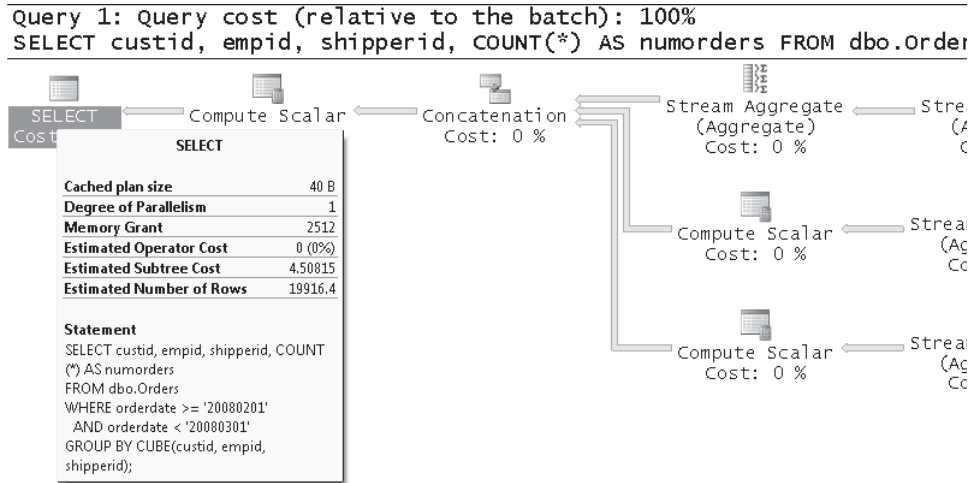 Query 1: Query cost (relative to the batch): 100%
SELECT custid, empid, shipperid, COUNT(*) AS numorders FROM dbo.Order
SELECT
Cost
Compute Scalar
Concatenation
Cost: 0 %
Stream Aggregate
(Aggregate)
Cost: 0 %
SELECT
Cached plan size 40 B
Degree of Parallelism 1
Memory Grant 2512
Estimated Operator Cost 0 (0%)
Estimated Subtree Cost 4.50815
Estimated Number of Rows 19916.4
Statement
SELECT custid, empid, shipperid, COUNT
(*) AS numorders
FROM dbo.Orders
WHERE orderdate >= '20080201'
AND orderdate < '20080301'
GROUP BY CUBE(custid, empid,
shipperid);
Compute Scalar
Cost: 0 %
Compute Scalar
Cost: 0 %